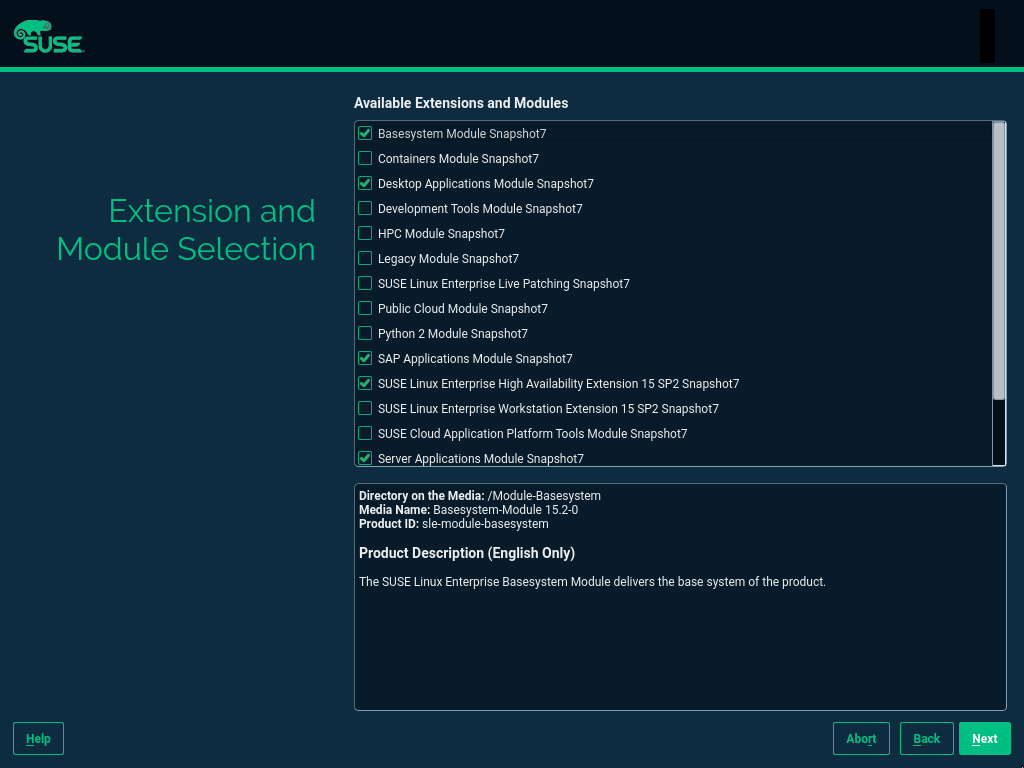 SUSE
Available Extensions and Modules
Extension and
Module Selection
Basesystem Module Snapshot7
Containers Module Snapshot7
Desktop Applications Module Snapshot7
Development Tools Module Snapshot7
HPC Module Snapshot7
Legacy Module Snapshot7
SUSE Linux Enterprise Live Patching Snapshot7
Public Cloud Module Snapshot7
Python 2 Module Snapshot7
SAP Applications Module Snapshot7
SUSE Linux Enterprise High Availability Extension 15 SP2 Snapshot7
SUSE Linux Enterprise Workstation Extension 15 SP2 Snapshot7
SUSE Cloud Application Platform Tools Module Snapshot7
Server Applications Module Snapshot7
Directory on the Media: /Module-Basesystem
Media Name: Basesystem-Module 15.2-0
Product ID: sle-module-basesystem
Product Description (English Only)
The SUSE Linux Enterprise Basesystem Module delivers the base system of the product.
Help
Abort
Back
Next